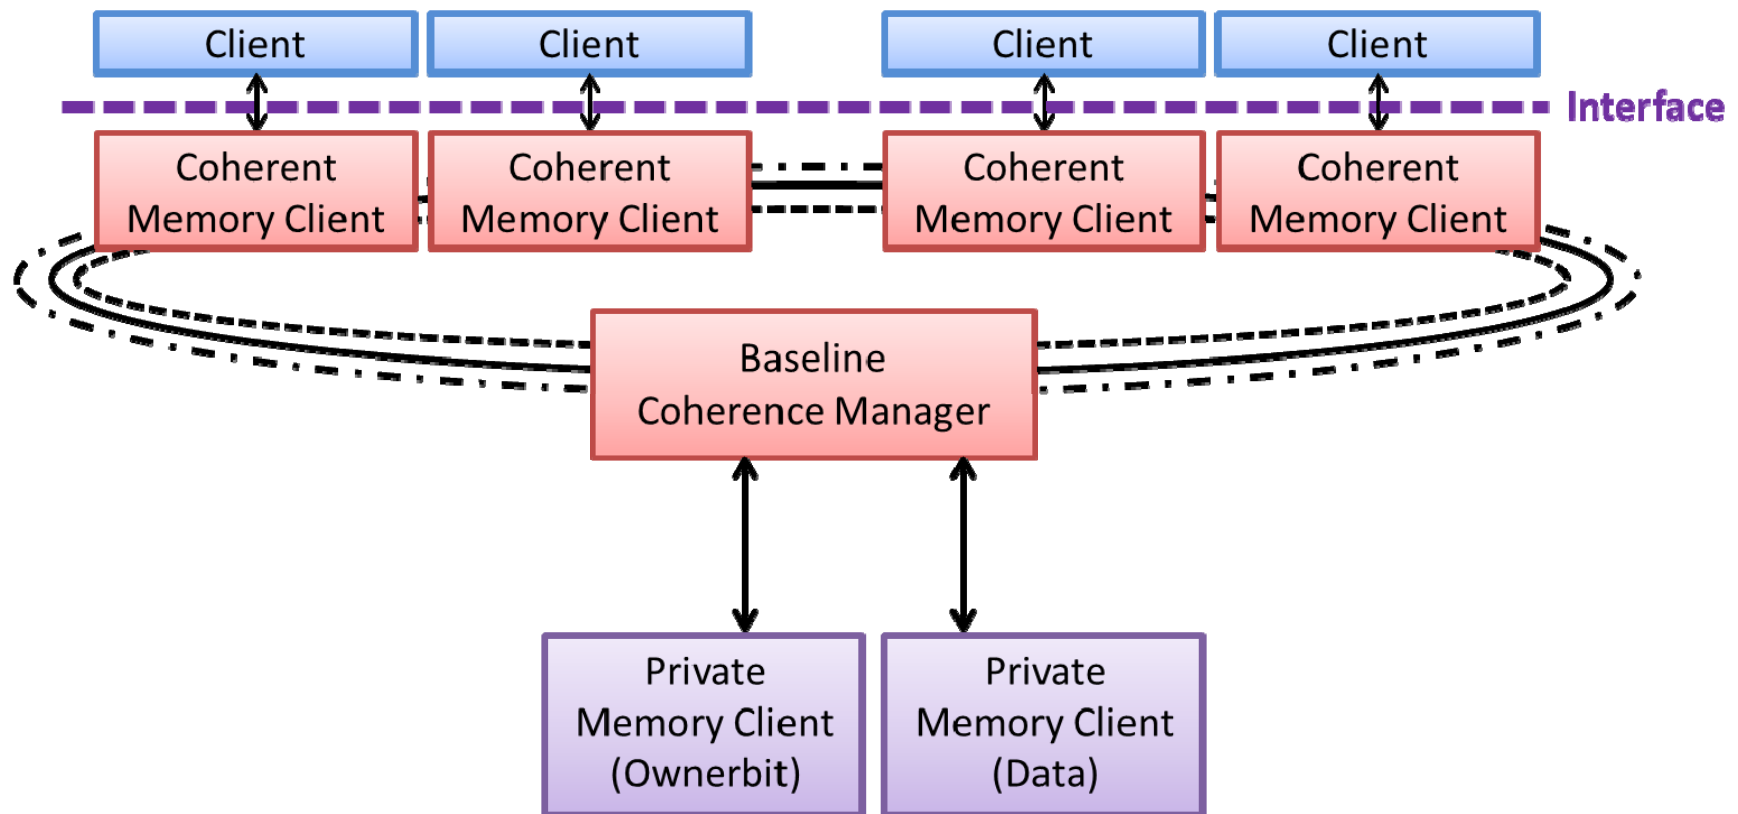 Client
Client
Client
Client
Interface
Coherent
Memory Client
Coherent
Memory Client
Coherent
Memory Client
Coherent
Memory Client
Baseline
Coherence Manager
Private
Memory Client
(Ownerbit)
Private
Memory Client
(Data)